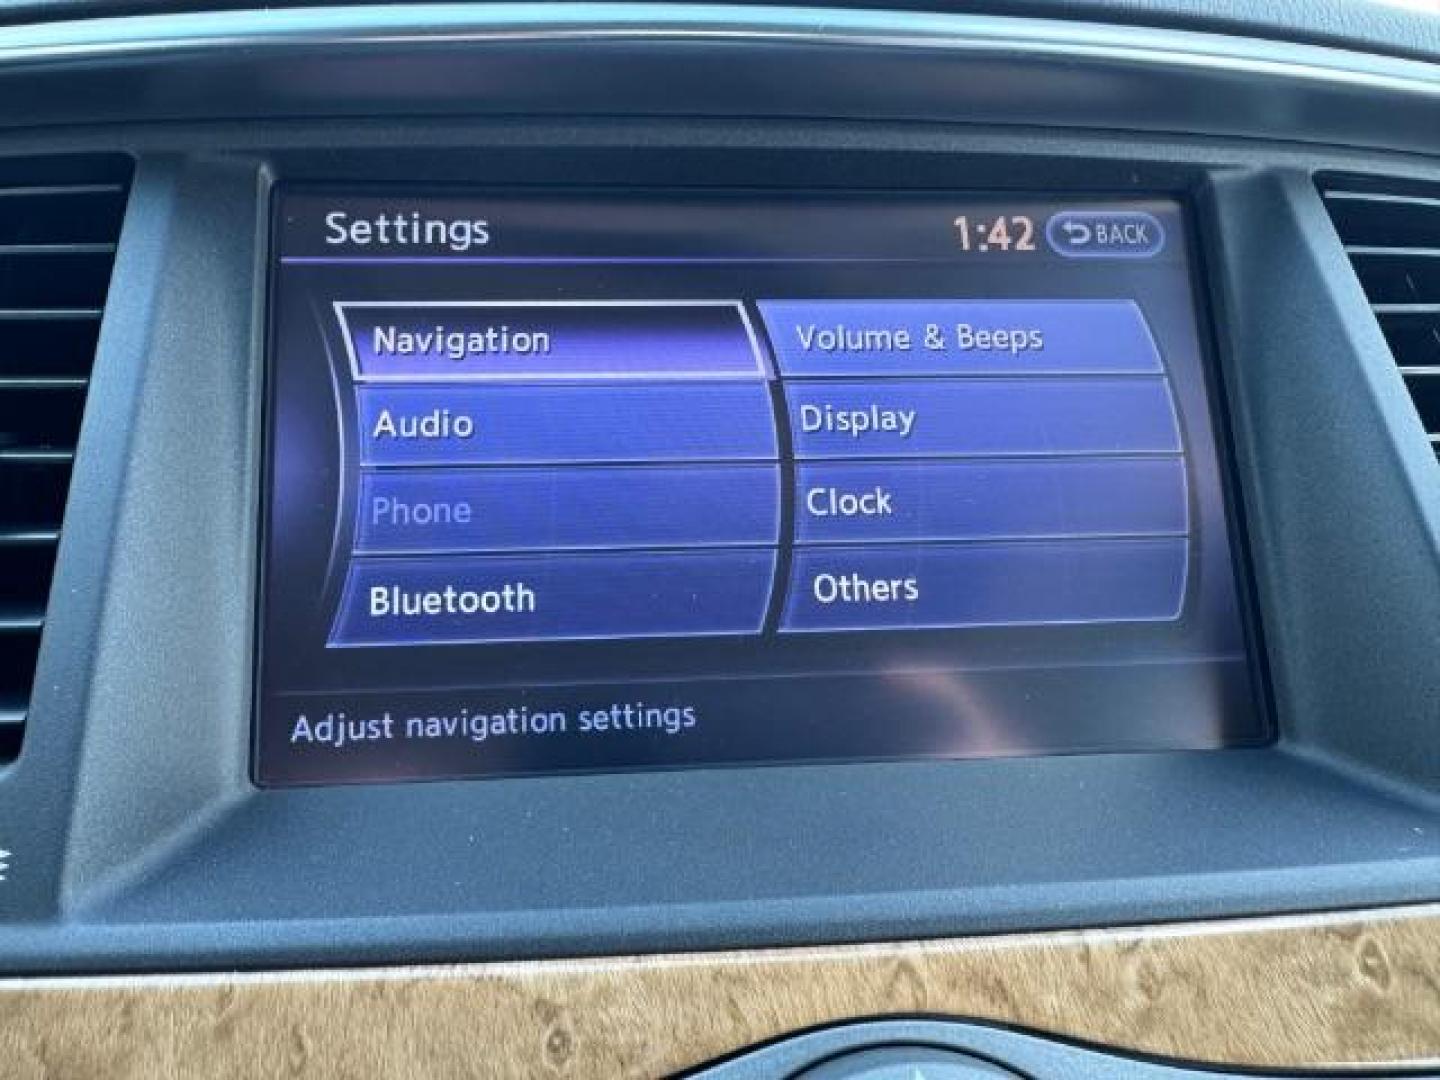 Settings
1:42 BACK
Navigation
Audio
Phone
Bluetooth
Volume & Beeps
Display
Clock
Others
Adjust navigation settings